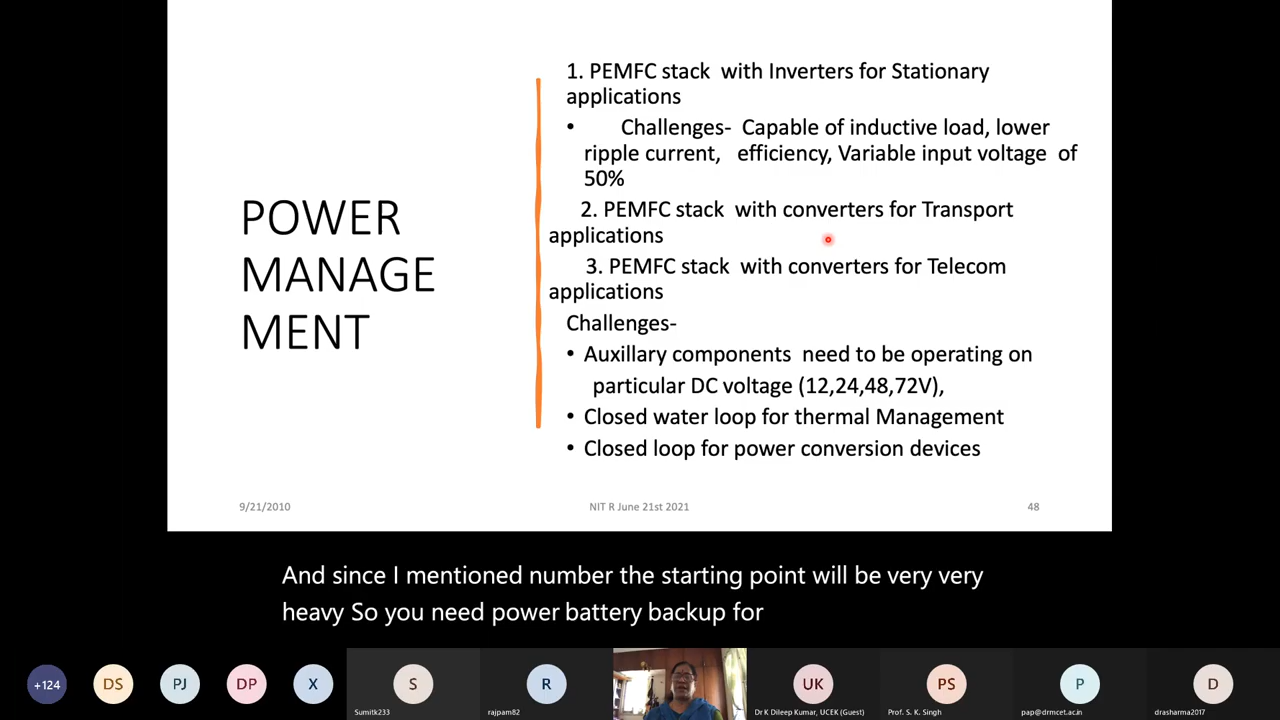 POWER
MANAGE
MENT
1. PEMFC stack with Inverters for Stationary
applications
• Challenges- Capable of inductive load, lower
ripple current, efficiency, Variable input voltage of
50%
2. PEMFC stack with converters for Transport
applications
3. PEMFC stack with converters for Telecom
applications
Challenges-
• Auxillary components need to be operating on
particular DC voltage (12,24,48,72V),
• Closed water loop for thermal Management
• Closed loop for power conversion devices
9/21/2010
NIT R June 21st 2021
48
And since I mentioned number the starting point will be very very
heavy So you need power battery backup for
+124
DS
PJ
DP
X
S
R
UK
PS
P
D
Sumitk233
rajpam82
Dr K Dileep Kumar, UCEK (Guest)
Prof. S. K. Singh
pap@drmcet.ac.in
drasharma2017